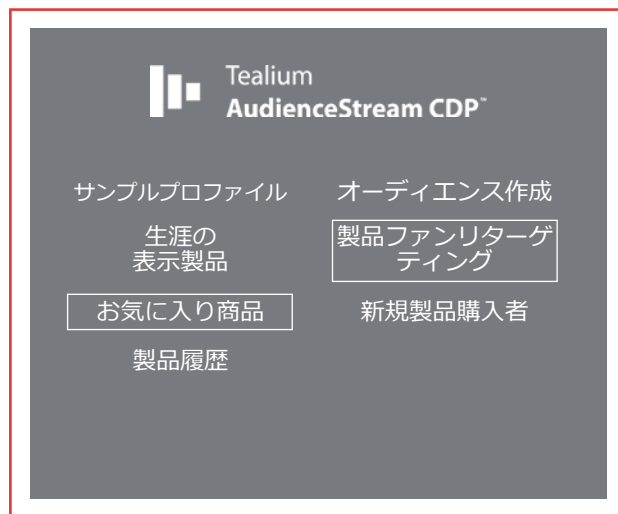 Tealium
AudienceStream CDP™
サンプルプロファイル
生涯の
表示製品
お気に入り商品
製品履歴
オーディエンス作成
製品ファンリターゲ
ティング
新規製品購入者